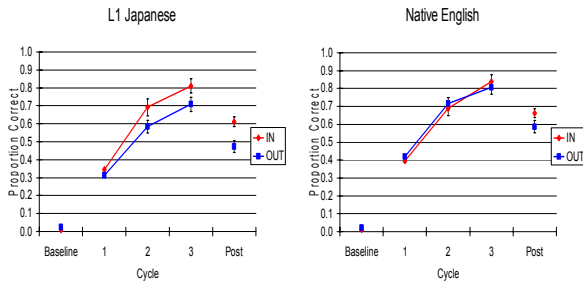 L1 Japanese
Proportion Correct
1.0
0.9
0.8
0.7
0.6
0.5
0.4
0.3
0.2
0.1
0.0
Baseline 1 2 3 Post
Cycle
IN
OUT
Native English
Proportion Correct
1.0
0.9
0.8
0.7
0.6
0.5
0.4
0.3
0.2
0.1
0.0
Baseline 1 2 3 Post
Cycle
IN
OUT